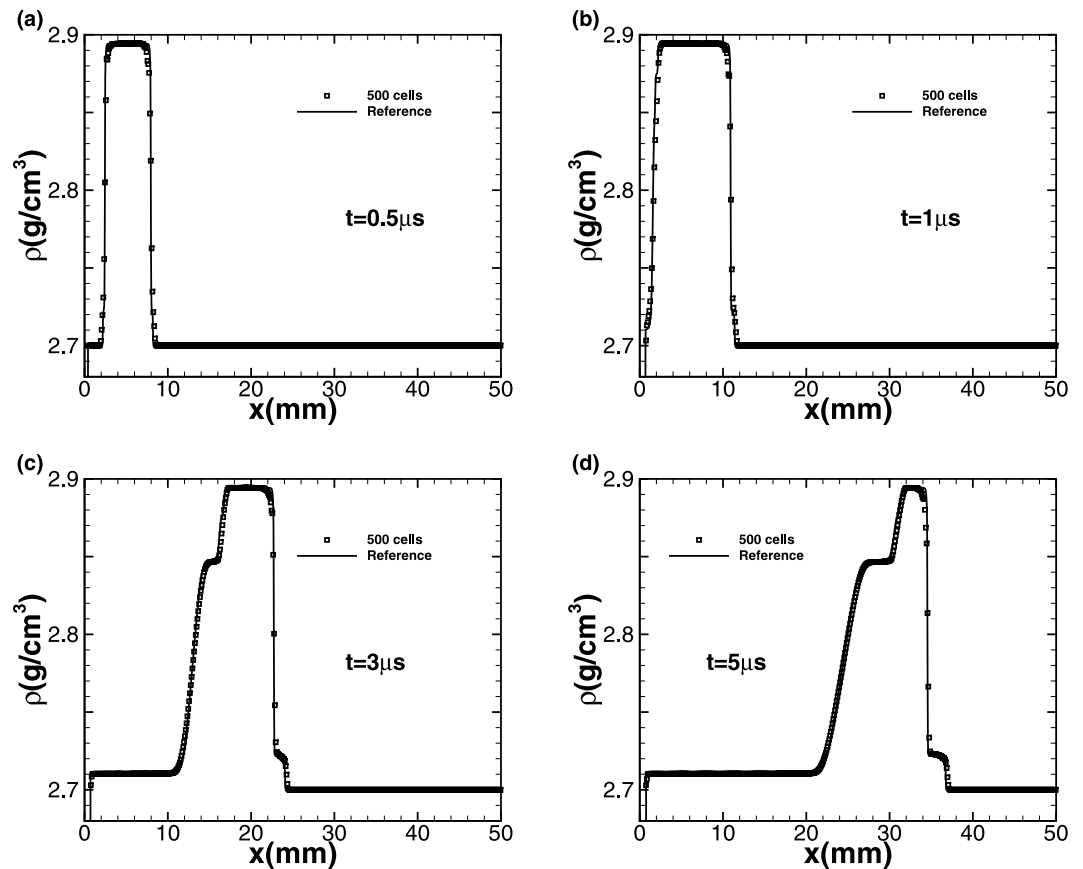 (a)
2.9
2.8
2.7
ρ(g/cm³)
500 cells
Reference
t=0.5μs
0 10 20 30 40 50
x(mm)
(b)
2.9
2.8
2.7
ρ(g/cm³)
500 cells
Reference
t=1μs
0 10 20 30 40 50
x(mm)
(c)
2.9
2.8
2.7
ρ(g/cm³)
500 cells
Reference
t=3μs
0 10 20 30 40 50
x(mm)
(d)
2.9
2.8
2.7
ρ(g/cm³)
500 cells
Reference
t=5μs
0 10 20 30 40 50
x(mm)